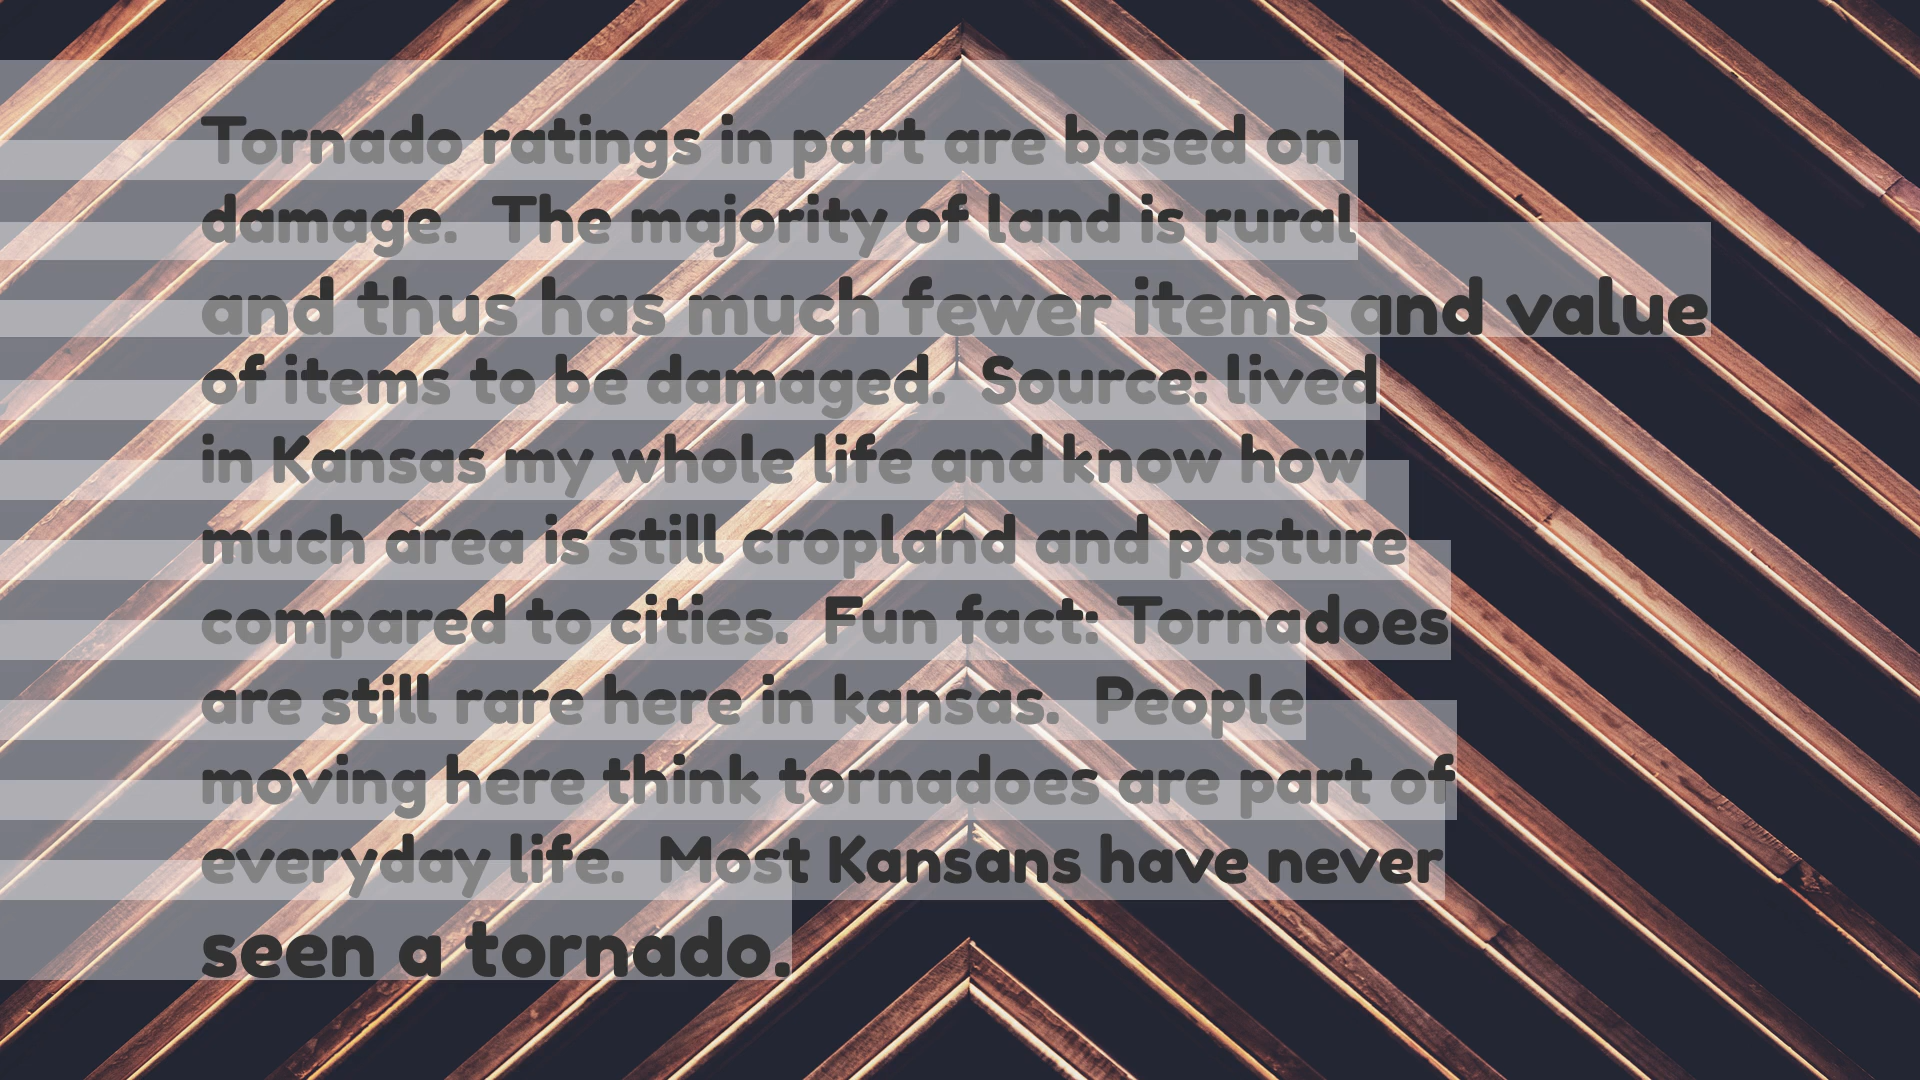 Tornado ratings in part are based on
damage.  The majority of land is rural
and thus has much fewer items and value
of items to be damaged.  Source: lived
in Kansas my whole life and know how
much area is still cropland and pasture
compared to cities.  Fun fact: Tornadoes
are still rare here in kansas.  People
moving here think tornadoes are part of
everyday life.  Most Kansans have never
seen a tornado.